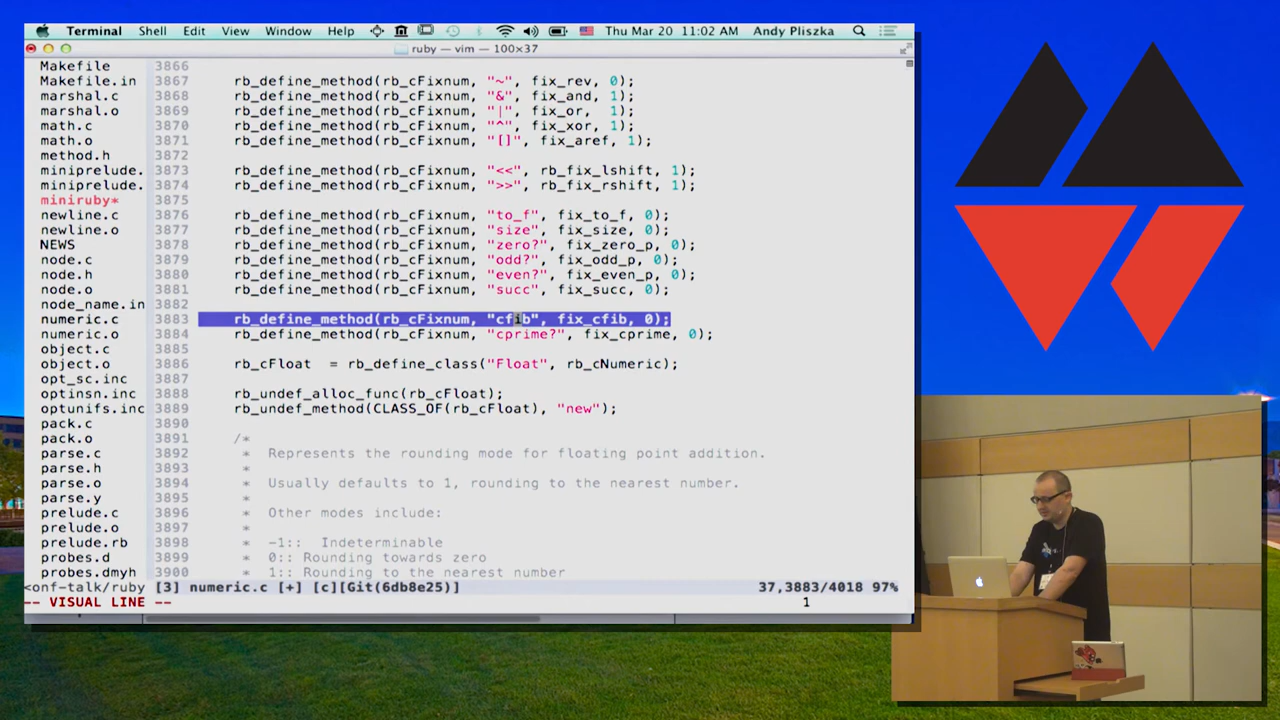 Terminal Shell Edit View Window Help Thu Mar 20 11:02 AM Andy Pliszka
ruby — vim — 100×37
Makefile 3866
Makefile.in 3867 rb_define_method(rb_cFixnum, "~", fix_rev, 0);
marshal.c 3868 rb_define_method(rb_cFixnum, "&", fix_and, 1);
marshal.o 3869 rb_define_method(rb_cFixnum, "|", fix_or, 1);
math.c 3870 rb_define_method(rb_cFixnum, "^", fix_xor, 1);
math.o 3871 rb_define_method(rb_cFixnum, "[]", fix_aref, 1);
method.h 3872
miniprelude. 3873 rb_define_method(rb_cFixnum, "<<", rb_fix_lshift, 1);
miniprelude. 3874 rb_define_method(rb_cFixnum, ">>", rb_fix_rshift, 1);
miniruby* 3875
newline.c 3876 rb_define_method(rb_cFixnum, "to_f", fix_to_f, 0);
newline.o 3877 rb_define_method(rb_cFixnum, "size", fix_size, 0);
NEWS 3878 rb_define_method(rb_cFixnum, "zero?", fix_zero_p, 0);
node.c 3879 rb_define_method(rb_cFixnum, "odd?", fix_odd_p, 0);
node.h 3880 rb_define_method(rb_cFixnum, "even?", fix_even_p, 0);
node.o 3881 rb_define_method(rb_cFixnum, "succ", fix_succ, 0);
node_name.in 3882
numeric.c 3883 rb_define_method(rb_cFixnum, "cfib", fix_cfib, 0);
numeric.o 3884 rb_define_method(rb_cFixnum, "cprime?", fix_cprime, 0);
object.c 3885
object.o 3886 rb_cFloat = rb_define_class("Float", rb_cNumeric);
opt_sc.inc 3887
optinsn.inc 3888 rb_undef_alloc_func(rb_cFloat);
optunifs.inc 3889 rb_undef_method(CLASS_OF(rb_cFloat), "new");
pack.c 3890
pack.o 3891 /*
parse.c 3892 * Represents the rounding mode for floating point addition.
parse.h 3893 *
parse.o 3894 * Usually defaults to 1, rounding to the nearest number.
parse.y 3895 *
prelude.c 3896 * Other modes include:
prelude.o 3897 *
prelude.rb 3898 * -1:: Indeterminable
probes.d 3899 * 0:: Rounding towards zero
probes.dmyh 3900 * 1:: Rounding to the nearest number
<onf-talk/ruby [3] numeric.c [+] [c][Git(6db8e25)] 37,3883/4018 97%
-- VISUAL LINE -- 1